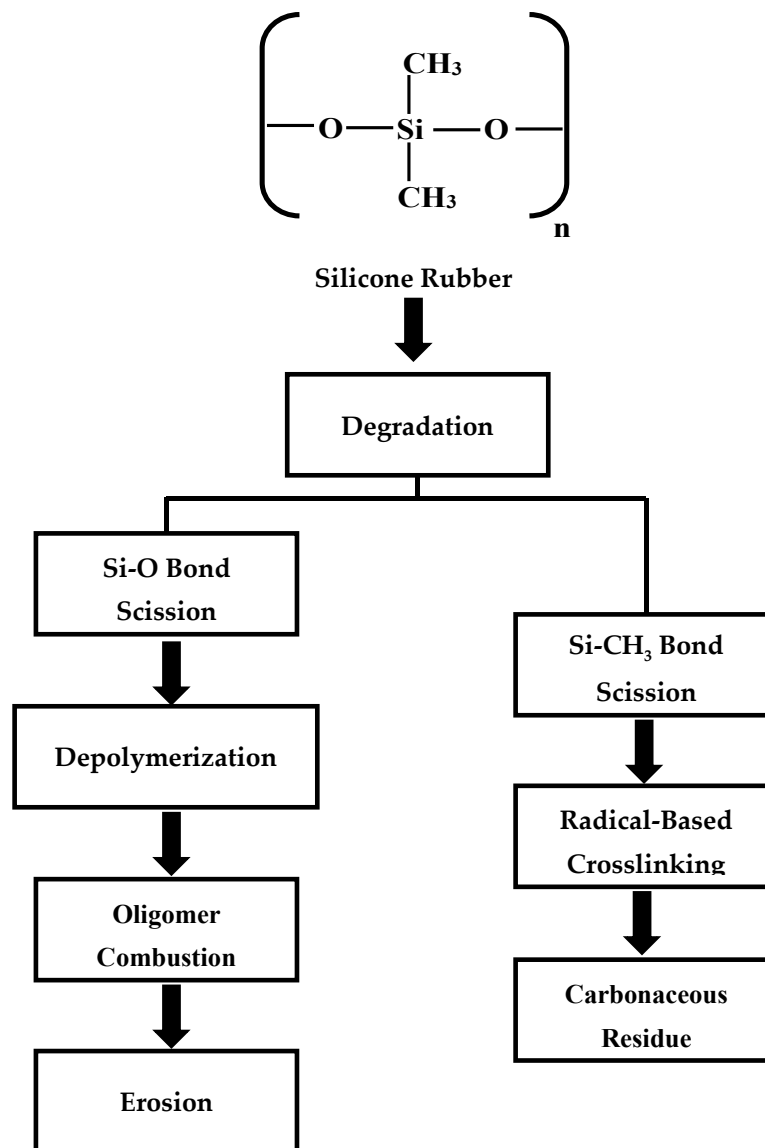 CH₃
O Si O
CH₃
n
Silicone Rubber
Degradation
Si-O Bond
Scission
Depolymerization
Oligomer
Combustion
Erosion
Si-CH₃ Bond
Scission
Radical-Based
Crosslinking
Carbonaceous
Residue